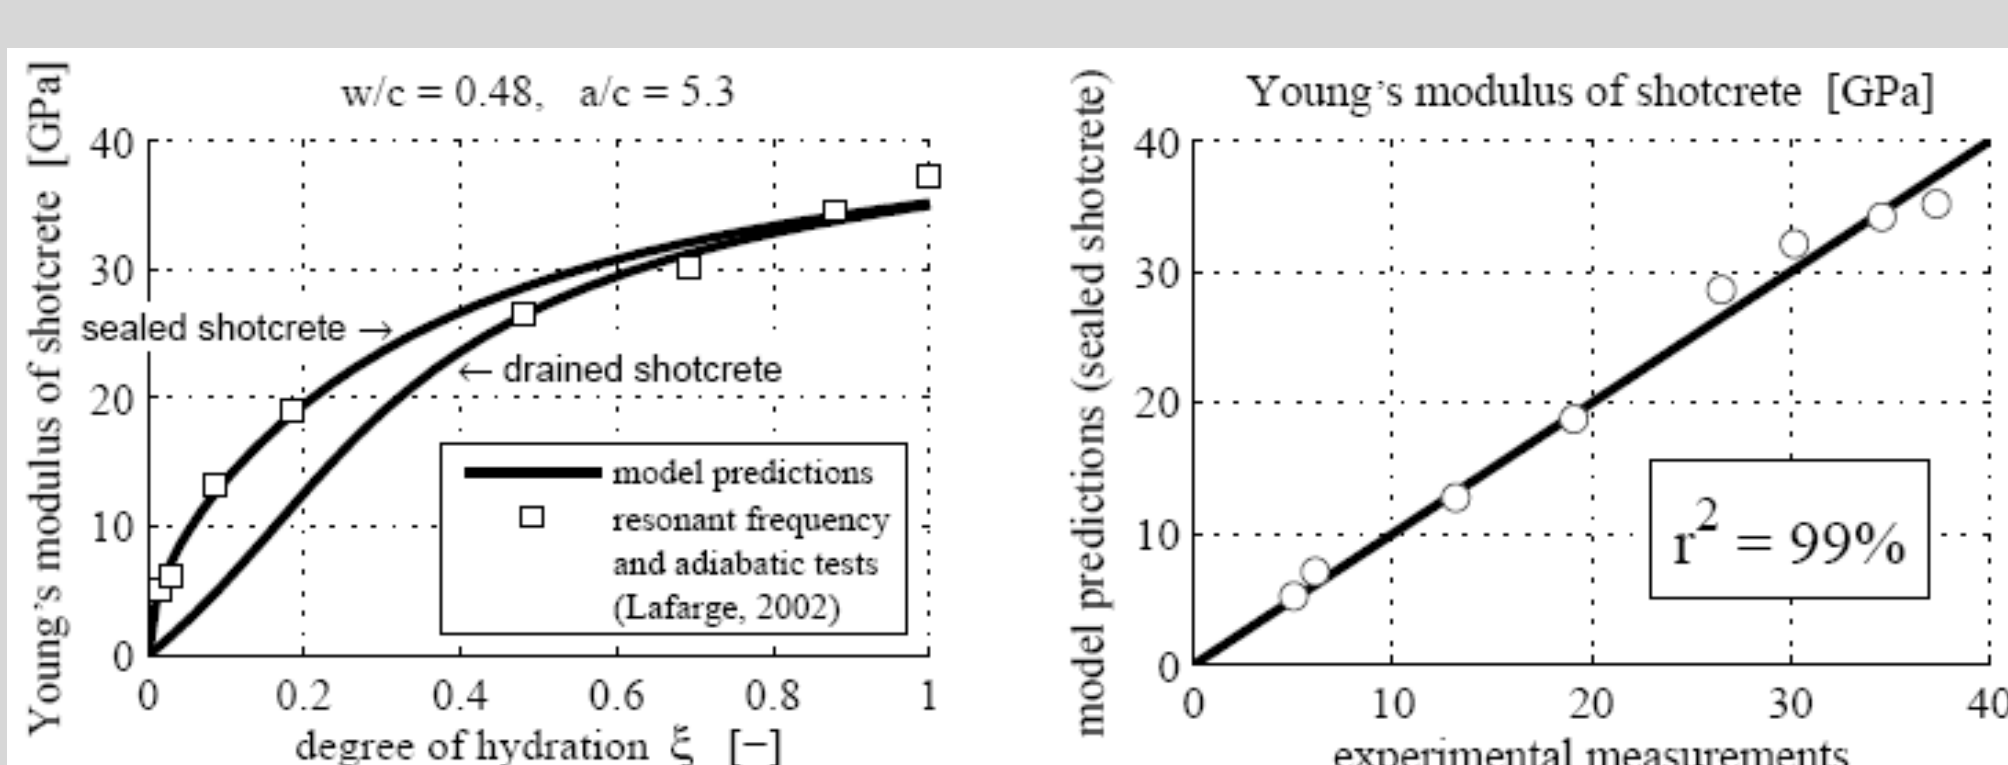 w/c = 0.48, a/c = 5.3
Young's modulus of shotcrete [GPa]
40
30
20
10
0
sealed shotcrete →
← drained shotcrete
model predictions
resonant frequency
and adiabatic tests
(Lafarge, 2002)
0 0.2 0.4 0.6 0.8 1
degree of hydration ξ [−]
Young's modulus of shotcrete [GPa]
model predictions (sealed shotcrete)
40
30
20
10
0
r² = 99%
0 10 20 30 40
experimental measurements